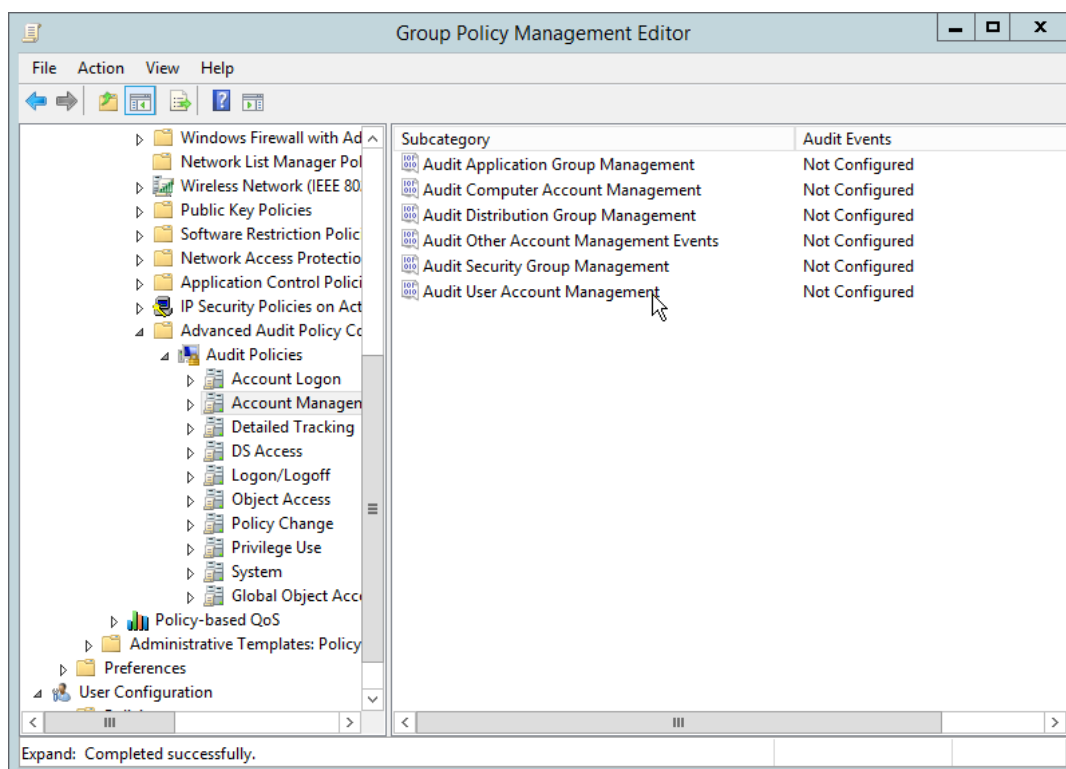 Group Policy Management Editor
File Action View Help
Windows Firewall with Ad
Network List Manager Pol
Wireless Network (IEEE 80.
Public Key Policies
Software Restriction Polic
Network Access Protectio
Application Control Polici
IP Security Policies on Act
Advanced Audit Policy Co
Audit Policies
Account Logon
Account Managem
Detailed Tracking
DS Access
Logon/Logoff
Object Access
Policy Change
Privilege Use
System
Global Object Acce
Policy-based QoS
Administrative Templates: Policy
Preferences
User Configuration
Subcategory Audit Events
Audit Application Group Management Not Configured
Audit Computer Account Management Not Configured
Audit Distribution Group Management Not Configured
Audit Other Account Management Events Not Configured
Audit Security Group Management Not Configured
Audit User Account Management Not Configured
Expand: Completed successfully.